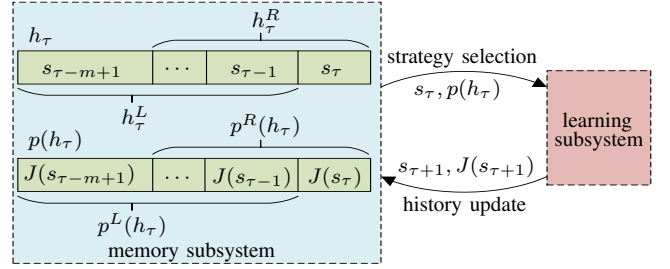 h_τ
h_τ^R
s_{τ−m+1} ··· s_{τ−1} s_τ
h_τ^L
p(h_τ)
p^R(h_τ)
J(s_{τ−m+1}) ··· J(s_{τ−1}) J(s_τ)
p^L(h_τ)
memory subsystem
strategy selection
s_τ, p(h_τ)
s_{τ+1}, J(s_{τ+1})
history update
learning
subsystem